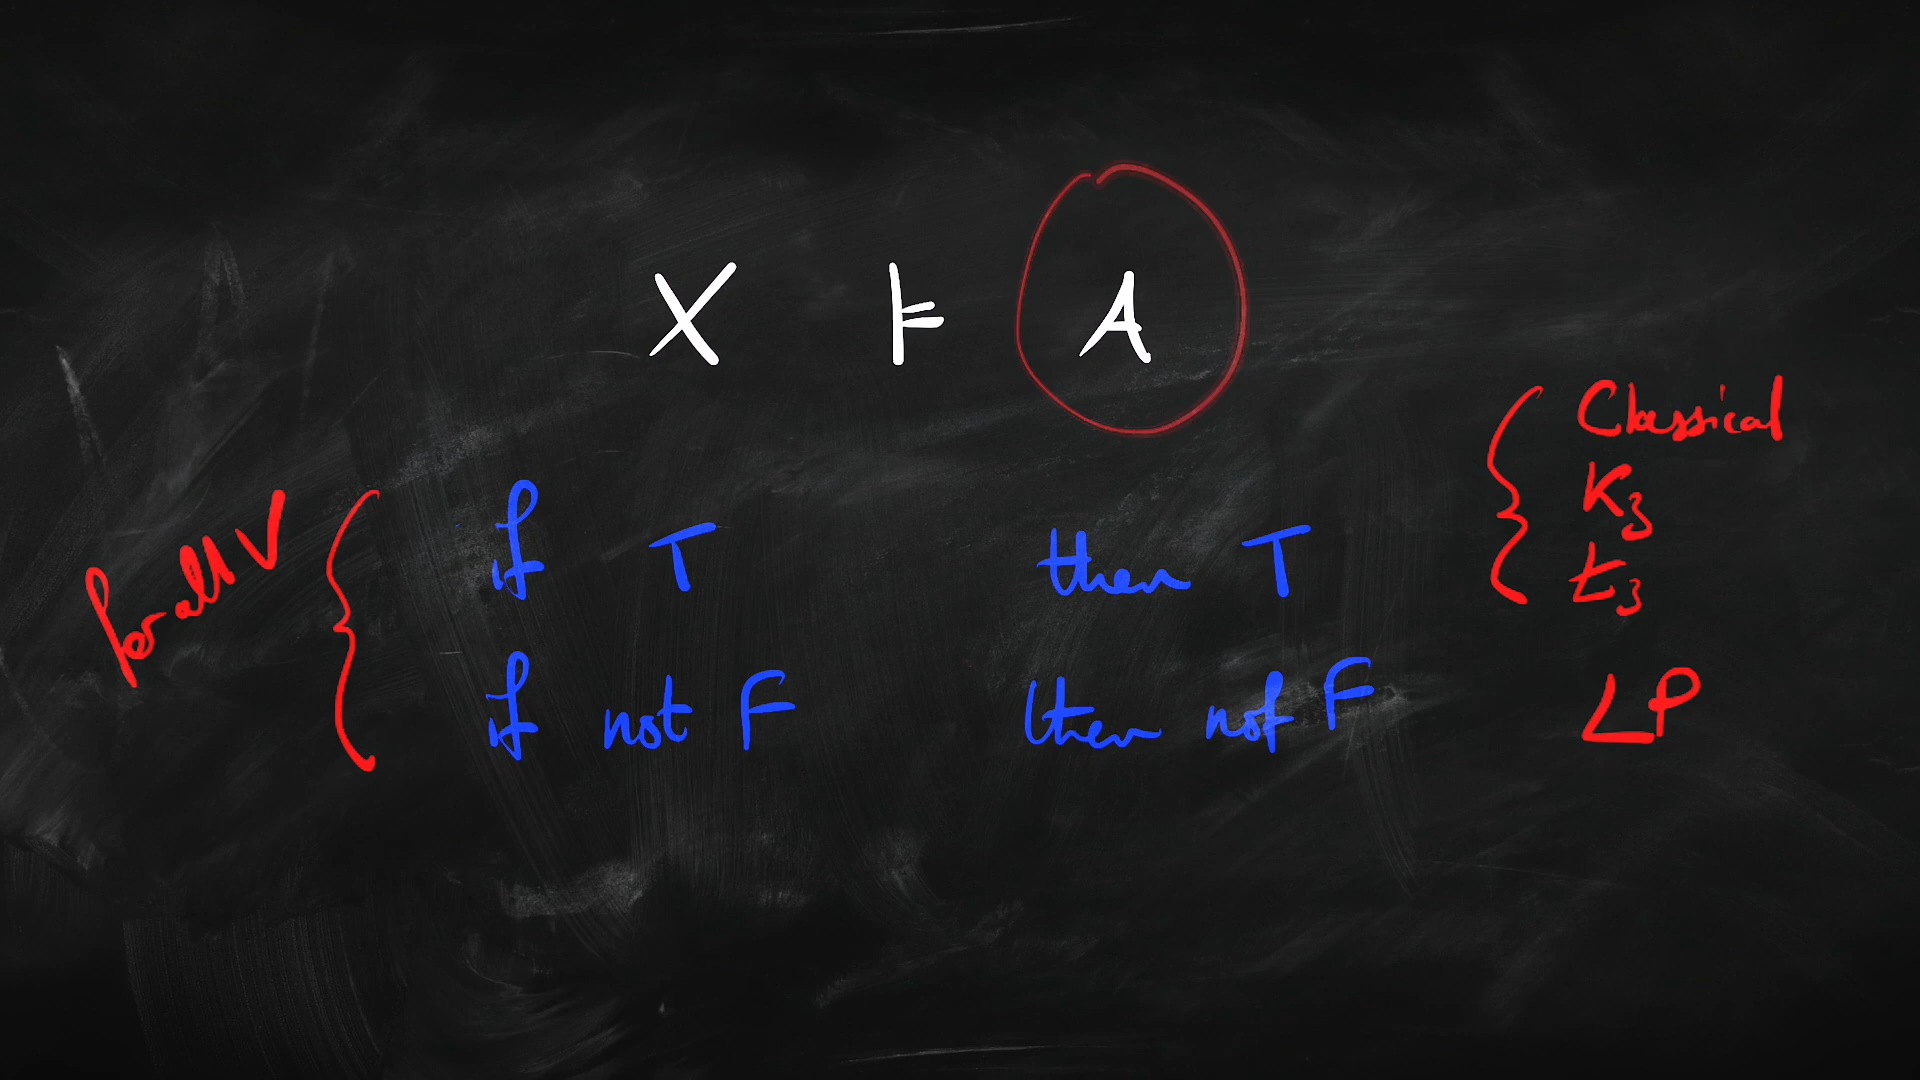 X ⊨ A
for all V
if T then T
if not F then not F
Classical
K3
Ł3
LP